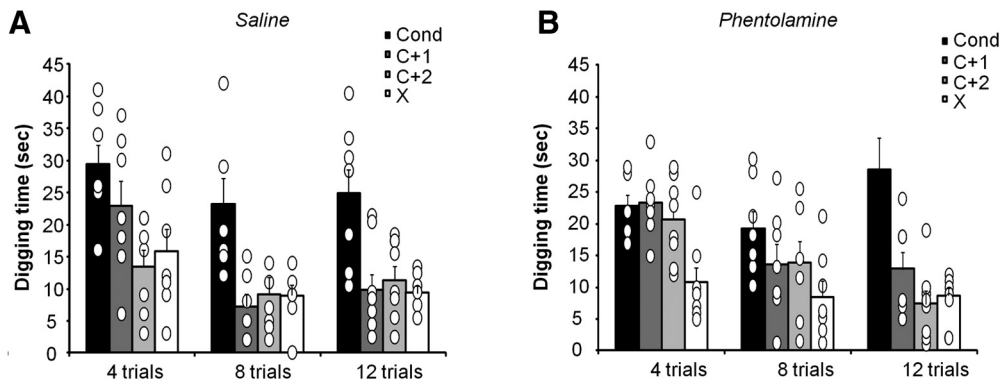 A
Saline
Cond
C+1
C+2
X
Digging time (sec)
45
40
35
30
25
20
15
10
5
0
4 trials
8 trials
12 trials
B
Phentolamine
Cond
C+1
C+2
X
Digging time (sec)
45
40
35
30
25
20
15
10
5
0
4 trials
8 trials
12 trials